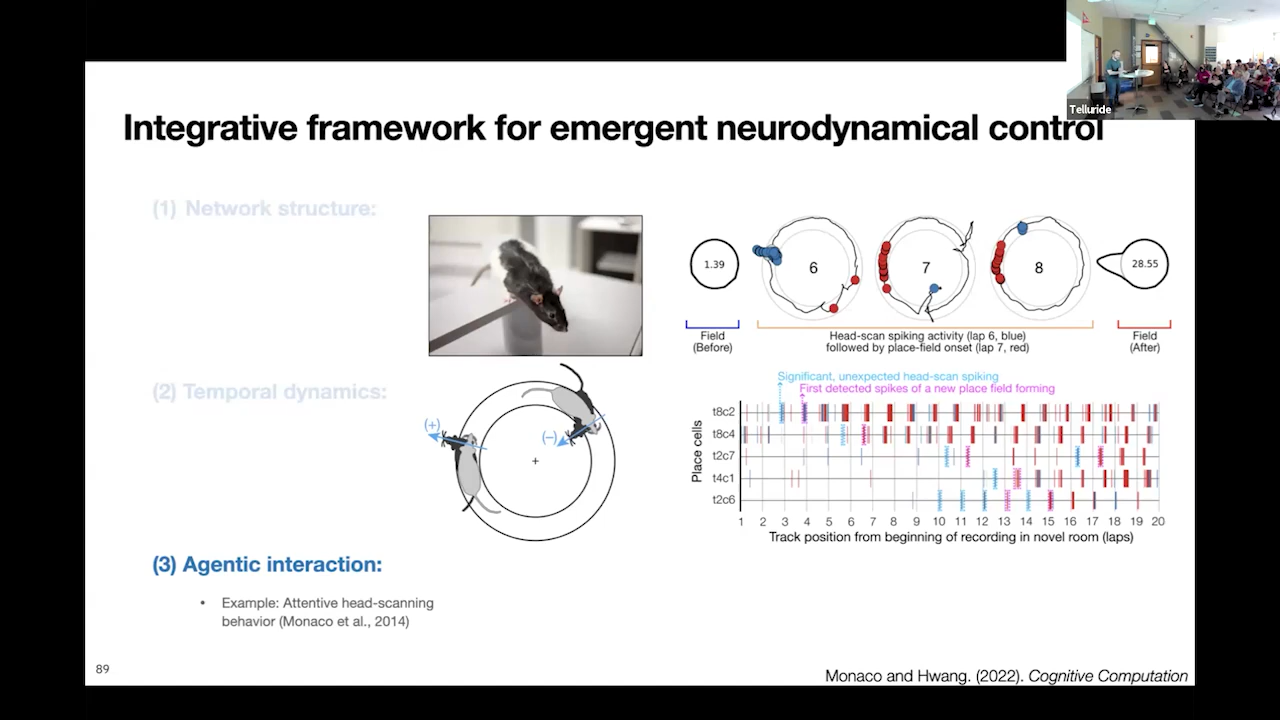 Telluride
Integrative framework for emergent neurodynamical control
(1) Network structure:
(2) Temporal dynamics:
(+)
(−)
+
(3) Agentic interaction:
• Example: Attentive head-scanning
behavior (Monaco et al., 2014)
1.39
6
7
8
28.55
Field
(Before)
Head-scan spiking activity (lap 6, blue)
followed by place-field onset (lap 7, red)
Field
(After)
Significant, unexpected head-scan spiking
First detected spikes of a new place field forming
Place cells
t8c2
t8c4
t2c7
t4c1
t2c6
1 2 3 4 5 6 7 8 9 10 11 12 13 14 15 16 17 18 19 20
Track position from beginning of recording in novel room (laps)
89
Monaco and Hwang. (2022). Cognitive Computation